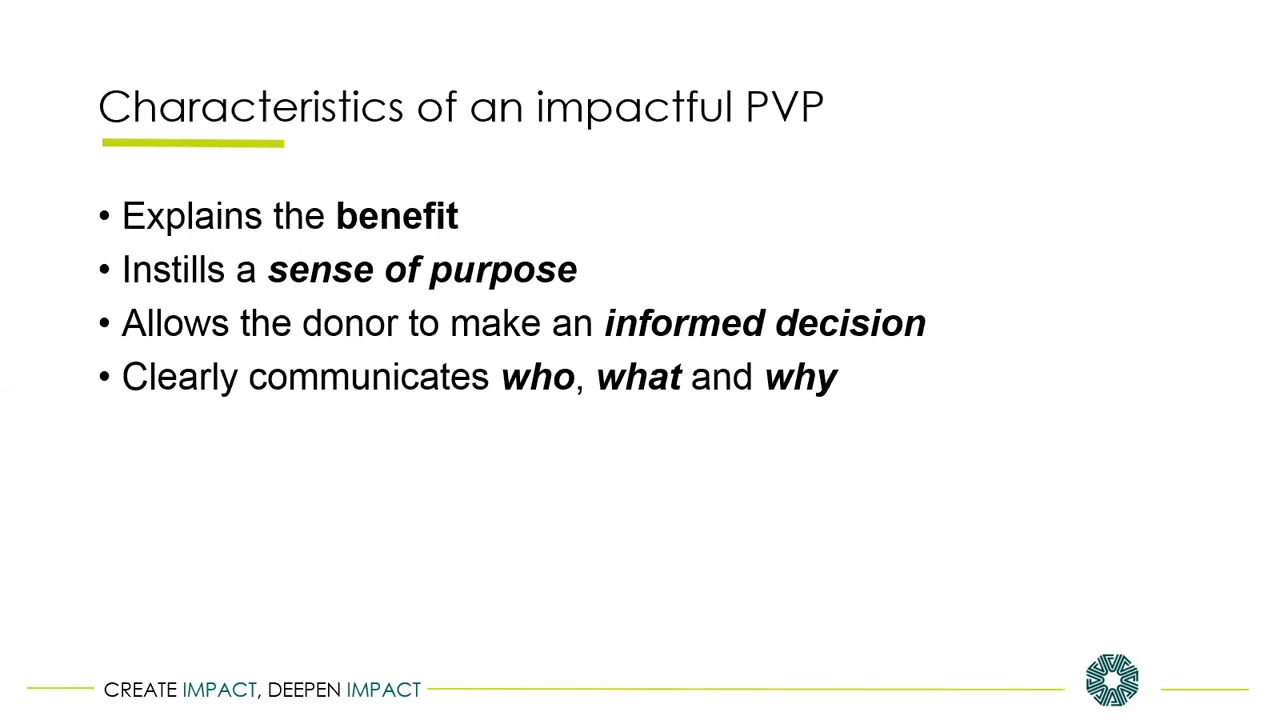 Characteristics of an impactful PVP
• Explains the benefit
• Instills a sense of purpose
• Allows the donor to make an informed decision
• Clearly communicates who, what and why
CREATE IMPACT, DEEPEN IMPACT